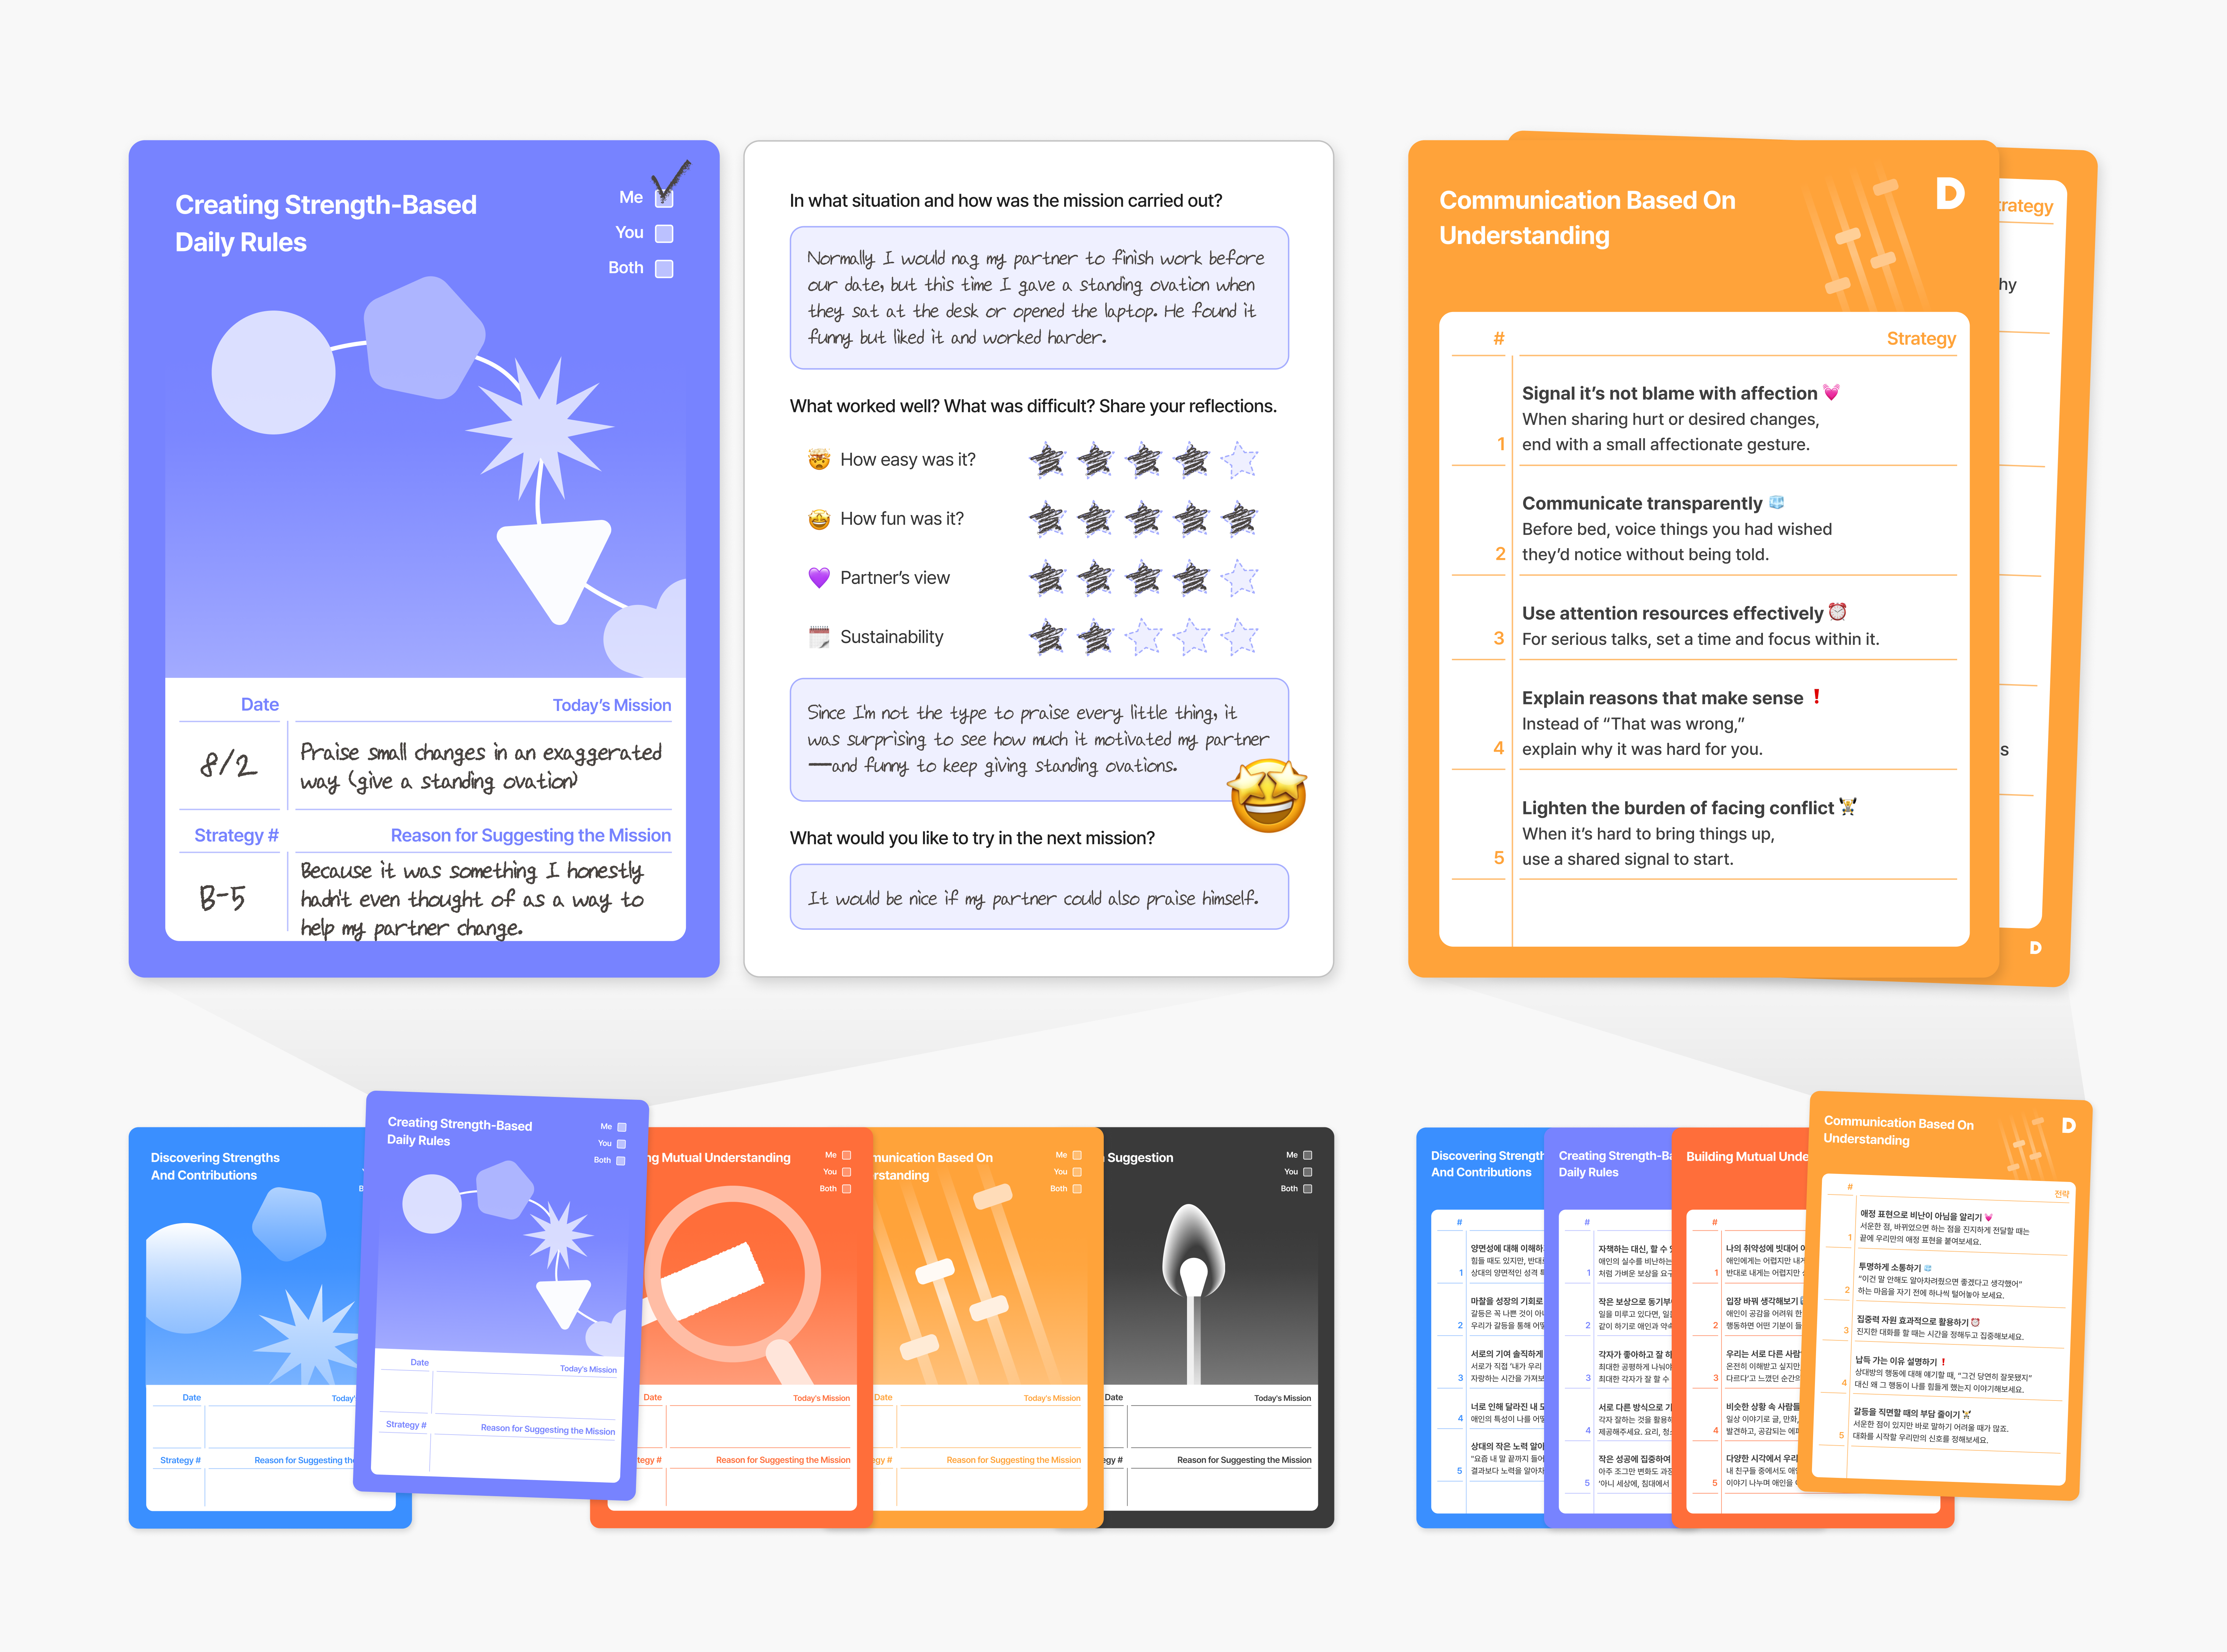 Creating Strength-Based
Daily Rules
Me
You
Both
Date
Today's Mission
8/2
Praise small changes in an exaggerated
way (give a standing ovation)
Strategy #
Reason for Suggesting the Mission
B-5
Because it was something I honestly
hadn't even thought of as a way to
help my partner change.
In what situation and how was the mission carried out?
Normally I would nag my partner to finish work before
our date, but this time I gave a standing ovation when
they sat at the desk or opened the laptop. He found it
funny but liked it and worked harder.
What worked well? What was difficult? Share your reflections.
How easy was it?
How fun was it?
Partner's view
Sustainability
Since I'm not the type to praise every little thing, it
was surprising to see how much it motivated my partner
—and funny to keep giving standing ovations.
What would you like to try in the next mission?
It would be nice if my partner could also praise himself.
Communication Based On
Understanding
D
#
Strategy
1
Signal it's not blame with affection
When sharing hurt or desired changes,
end with a small affectionate gesture.
2
Communicate transparently
Before bed, voice things you had wished
they'd notice without being told.
3
Use attention resources effectively
For serious talks, set a time and focus within it.
4
Explain reasons that make sense
Instead of “That was wrong,”
explain why it was hard for you.
5
Lighten the burden of facing conflict
When it's hard to bring things up,
use a shared signal to start.
rategy
hy
s
D
Discovering Strengths
And Contributions
Date
Today's
Strategy #
Reason for Suggesting the
Creating Strength-Based
Daily Rules
Me
You
Both
Date
Today's Mission
Strategy #
Reason for Suggesting the Mission
ng Mutual Understanding
Me
You
Both
Date
Today's Mission
tegy #
Reason for Suggesting the Mission
munication Based On
rstanding
Me
You
Both
Date
Today's Mission
egy #
Reason for Suggesting the Mission
Suggestion
Me
You
Both
Date
Today's Mission
gy #
Reason for Suggesting the Mission
Discovering Strength
And Contributions
#
1
양면성에 대해 이해하
힘들 때도 있지만, 반대로
상대의 양면적인 성격
2
마찰을 성장의 기회로
갈등은 꼭 나쁜 것이
우리가 갈등을 통해
3
서로의 기여 솔직하게
서로가 직접 '내가 우리
자랑하는 시간을 가져보
4
너로 인해 달라진 내
애인의 특성이 나를
5
상대의 작은 노력
“요즘 내 말 끝까지
결과보다 노력을
Creating Strength-Ba
Daily Rules
#
1
자책하는 대신, 할 수
애인의 실수를 비난하는
처럼 가벼운 보상을
2
작은 보상으로
일을 미루고 있다면,
같이 하기로 애인과
3
각자가 좋아하고 잘
최대한 공평하게
최대한 각자가 잘 할 수
4
서로 다른 방식으로
각자 잘하는 것을
제공해주세요. 요리,
5
작은 성공에 집중하여
아주 조그만 변화도
‘아니 세상에, 침대에서
Building Mutual Unde
#
1
나의 취약성에 빗대어
애인에게는 어렵지만
반대로 내게는 어렵지만
2
입장 바꿔 생각해보기
애인이 공감을 어려워
행동하면 어떤 기분이
3
우리는 서로 다른
온전히 이해받고 싶지만
다르다'고 느꼈던 순간의
4
비슷한 상황 속
일상 이야기로 글, 만화,
발견하고, 공감되는
5
다양한 시각에서
내 친구들 중에서도
이야기 나누며 애인을
Communication Based On
Understanding
D
#
전략
1
애정 표현으로 비난이 아님을 알리기
서운한 점, 바뀌었으면 하는 점을 진지하게 전달할 때는
끝에 우리만의 애정 표현을 붙여보세요.
2
투명하게 소통하기
“이건 말 안해도 알아차려줬으면 좋겠다고 생각했어”
하는 마음을 자기 전에 하나씩 털어놓아 보세요.
3
집중력 자원 효과적으로 활용하기
진지한 대화를 할 때는 시간을 정해두고 집중해보세요.
4
납득 가는 이유 설명하기
상대방의 행동에 대해 얘기할 때, “그건 당연히 잘못됐지”
대신 왜 그 행동이 나를 힘들게 했는지 이야기해보세요.
5
갈등을 직면할 때의 부담 줄이기
서운한 점이 있지만 바로 말하기 어려울 때가 많죠.
대화를 시작할 우리만의 신호를 정해보세요.